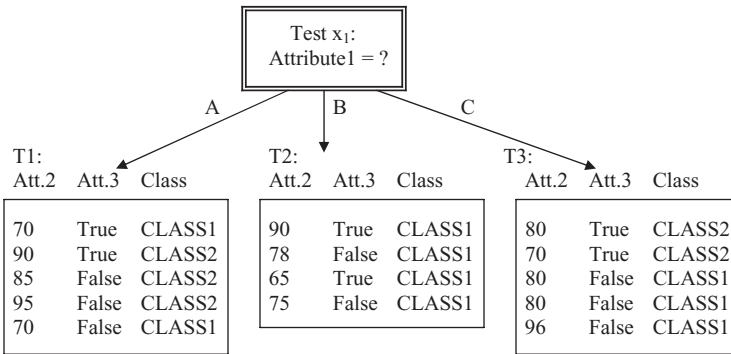 Test x₁:
Attribute1 = ?
A B C
T1: T2: T3:
Att.2 Att.3 Class Att.2 Att.3 Class Att.2 Att.3 Class
70 True CLASS1 90 True CLASS1 80 True CLASS2
90 True CLASS2 78 False CLASS1 70 True CLASS2
85 False CLASS2 65 True CLASS1 80 False CLASS1
95 False CLASS2 75 False CLASS1 80 False CLASS1
70 False CLASS1 96 False CLASS1